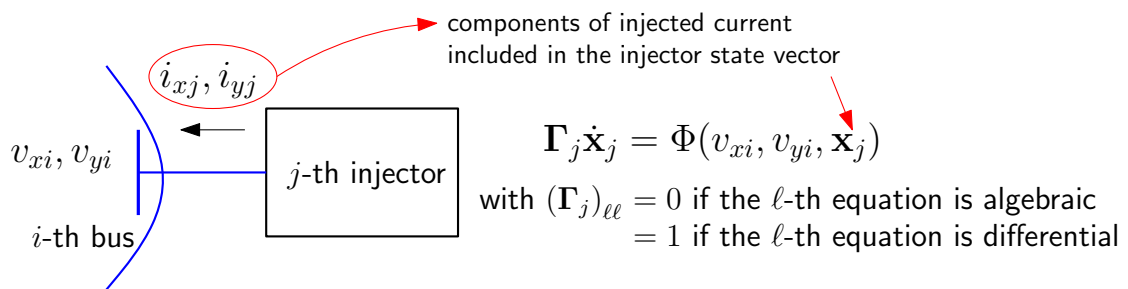 components of injected current
included in the injector state vector
i_{xj}, i_{yj}
v_{xi}, v_{yi}
j-th injector
i-th bus
Γ_j ẋ_j = Φ(v_{xi}, v_{yi}, x_j)
with (Γ_j)_{ℓℓ} = 0 if the ℓ-th equation is algebraic
= 1 if the ℓ-th equation is differential